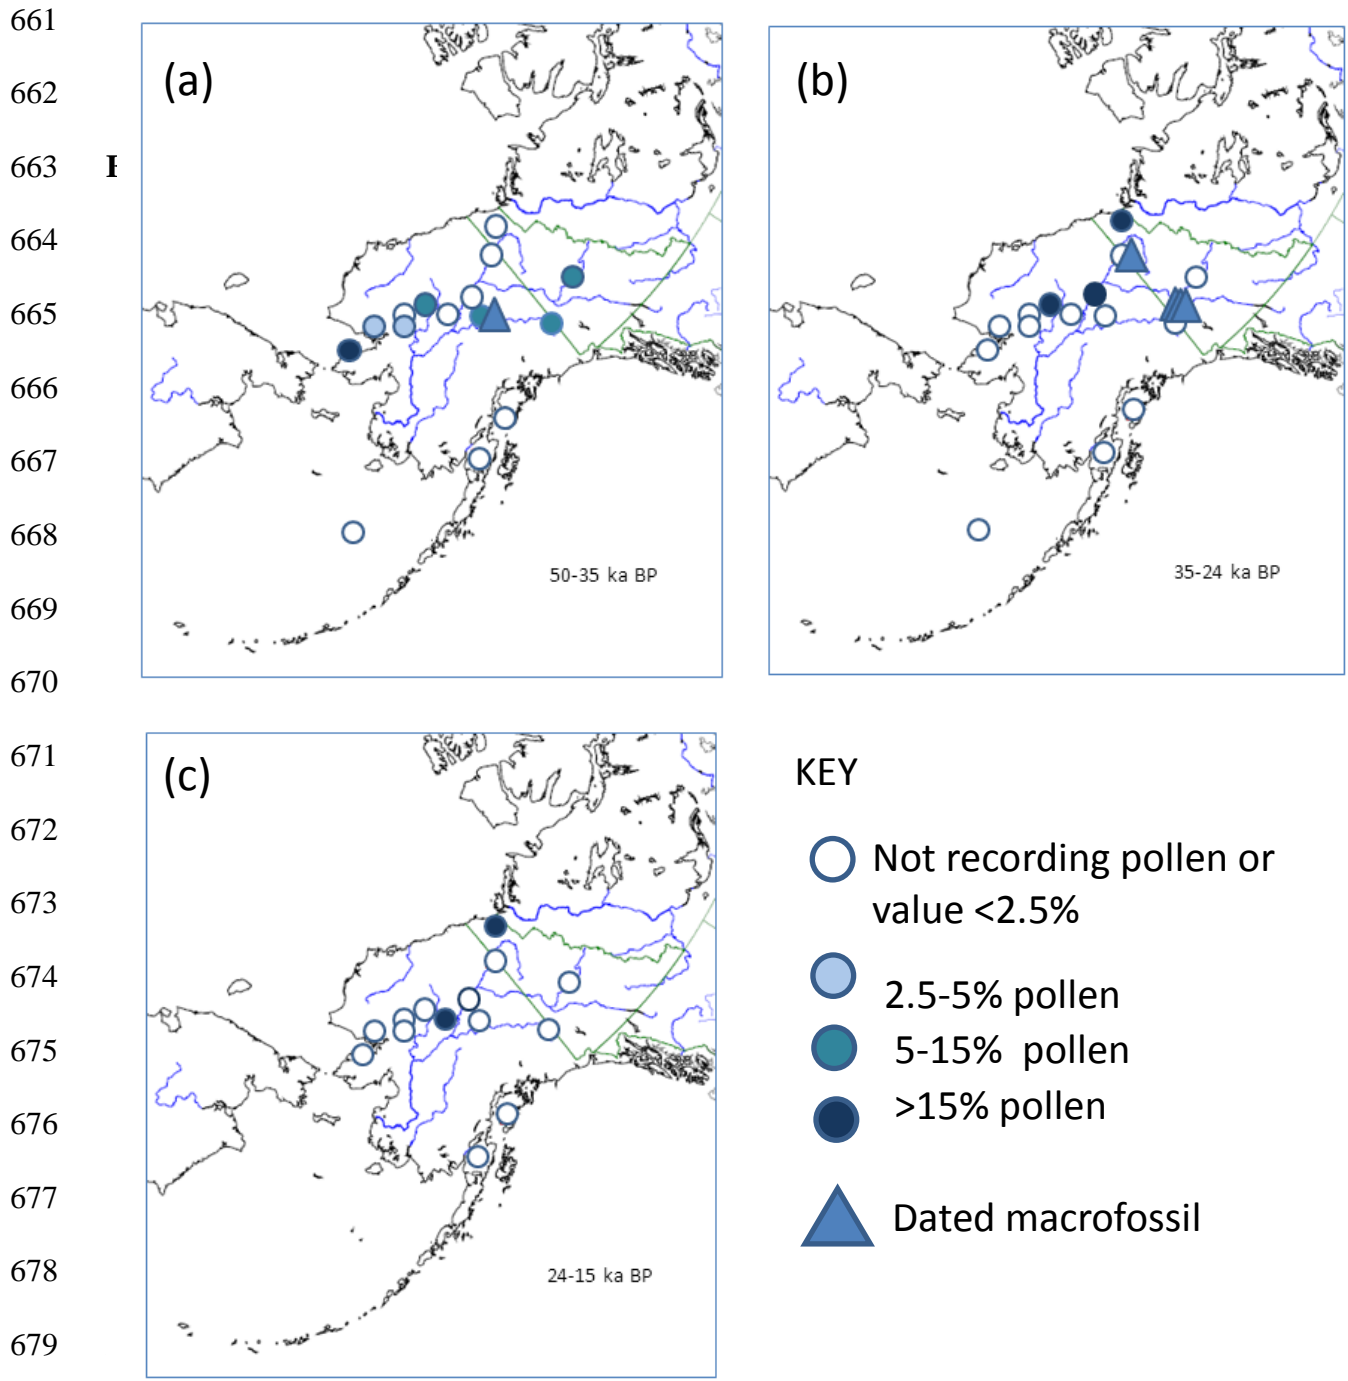 661
(a)
(b)
662
663
664
665
666
667
668
50-35 ka BP
35-24 ka BP
669
670
671
(c)
KEY
672
Not recording pollen or
673
value <2.5%
674
2.5-5% pollen
675
5-15% pollen
>15% pollen
676
677
Dated macrofossil
678
24-15 ka BP
679